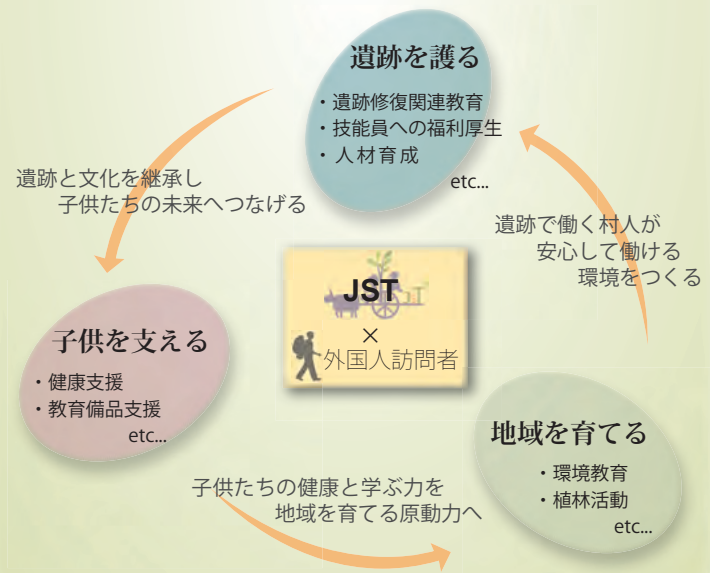 遺跡を護る
・遺跡修復関連教育
・技能員への福利厚生
・人材育成
etc...
遺跡と文化を継承し
子供たちの未来へつなげる
遺跡で働く村人が
安心して働ける
環境をつくる
JST
×
外国人訪問者
子供を支える
・健康支援
・教育備品支援
etc...
地域を育てる
・環境教育
・植林活動
etc...
子供たちの健康と学ぶ力を
地域を育てる原動力へ